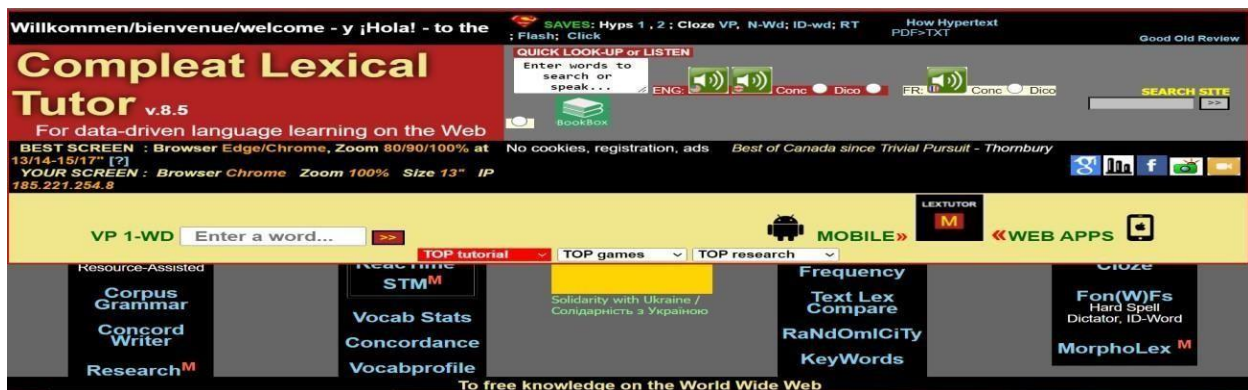 Willkommen/bienvenue/welcome - y ¡Hola! - to the
SAVES: Hyps 1 , 2 ; Cloze VP, N-Wd; ID-wd; RT
; Flash; Click
How Hypertext
PDF>TXT
Good Old Review
Compleat Lexical
Tutor v.8.5
For data-driven language learning on the Web
QUICK LOOK-UP or LISTEN
Enter words to
search or
speak...
ENG: Conc Dico FR: Conc Dico
BookBox
SEARCH SITE
>>
BEST SCREEN : Browser Edge/Chrome, Zoom 80/90/100% at
13/14-15/17" [?]
YOUR SCREEN : Browser Chrome Zoom 100% Size 13" IP
185.221.254.8
No cookies, registration, ads Best of Canada since Trivial Pursuit - Thornbury
f
VP 1-WD Enter a word... >>
MOBILE»
LEXTUTOR
M
«WEB APPS
TOP tutorial TOP games TOP research
Resource-Assisted
Corpus
Grammar
Concord
Writer
Research M
ReacTime
STM M
Vocab Stats
Concordance
Vocabprofile
Solidarity with Ukraine /
Солідарність з Україною
Frequency
Text Lex
Compare
RaNdOmICiTy
KeyWords
Cloze
Fon(W)Fs
Hard Spell
Dictator, ID-Word
MorphoLex M
To free knowledge on the World Wide Web